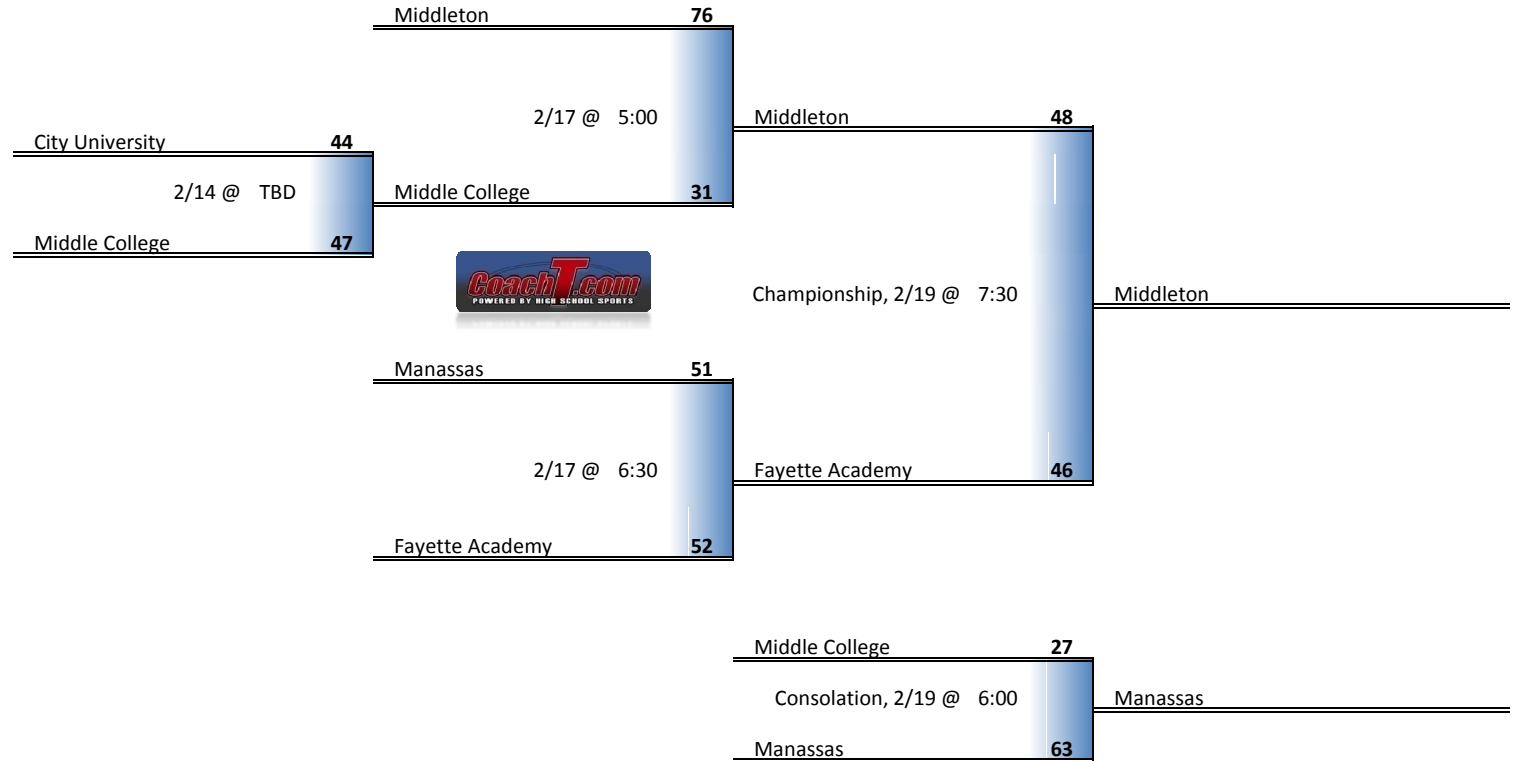 Middleton 76
2/17 @ 5:00
Middleton 48
City University 44
2/14 @ TBD
Middle College 31
Middle College 47
CoachT.com
POWERED BY HIGH SCHOOL SPORTS
Championship, 2/19 @ 7:30
Middleton
Manassas 51
2/17 @ 6:30
Fayette Academy 46
Fayette Academy 52
Middle College 27
Consolation, 2/19 @ 6:00
Manassas
Manassas 63